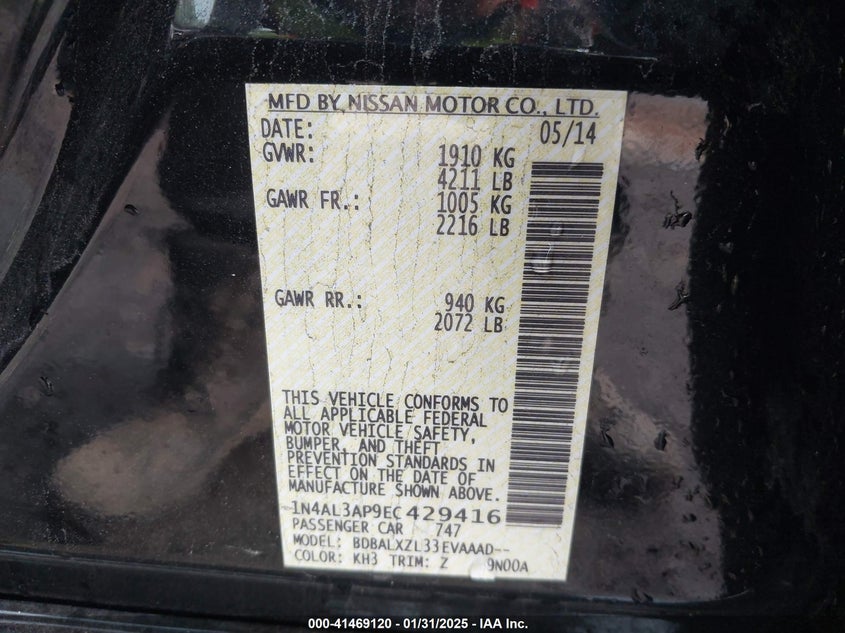 MFD BY NISSAN MOTOR CO., LTD.
DATE: 05/14
GVWR: 1910 KG
4211 LB
GAWR FR.: 1005 KG
2216 LB
GAWR RR.: 940 KG
2072 LB
THIS VEHICLE CONFORMS TO
ALL APPLICABLE FEDERAL
MOTOR VEHICLE SAFETY,
BUMPER, AND THEFT
PREVENTION STANDARDS IN
EFFECT ON THE DATE OF
MANUFACTURE SHOWN ABOVE.
1N4AL3AP9EC429416
PASSENGER CAR 747
MODEL: BDBALXZL33EVAAAD--
COLOR: KH3 TRIM: Z 9N00A
000-41469120 - 01/31/2025 - IAA Inc.